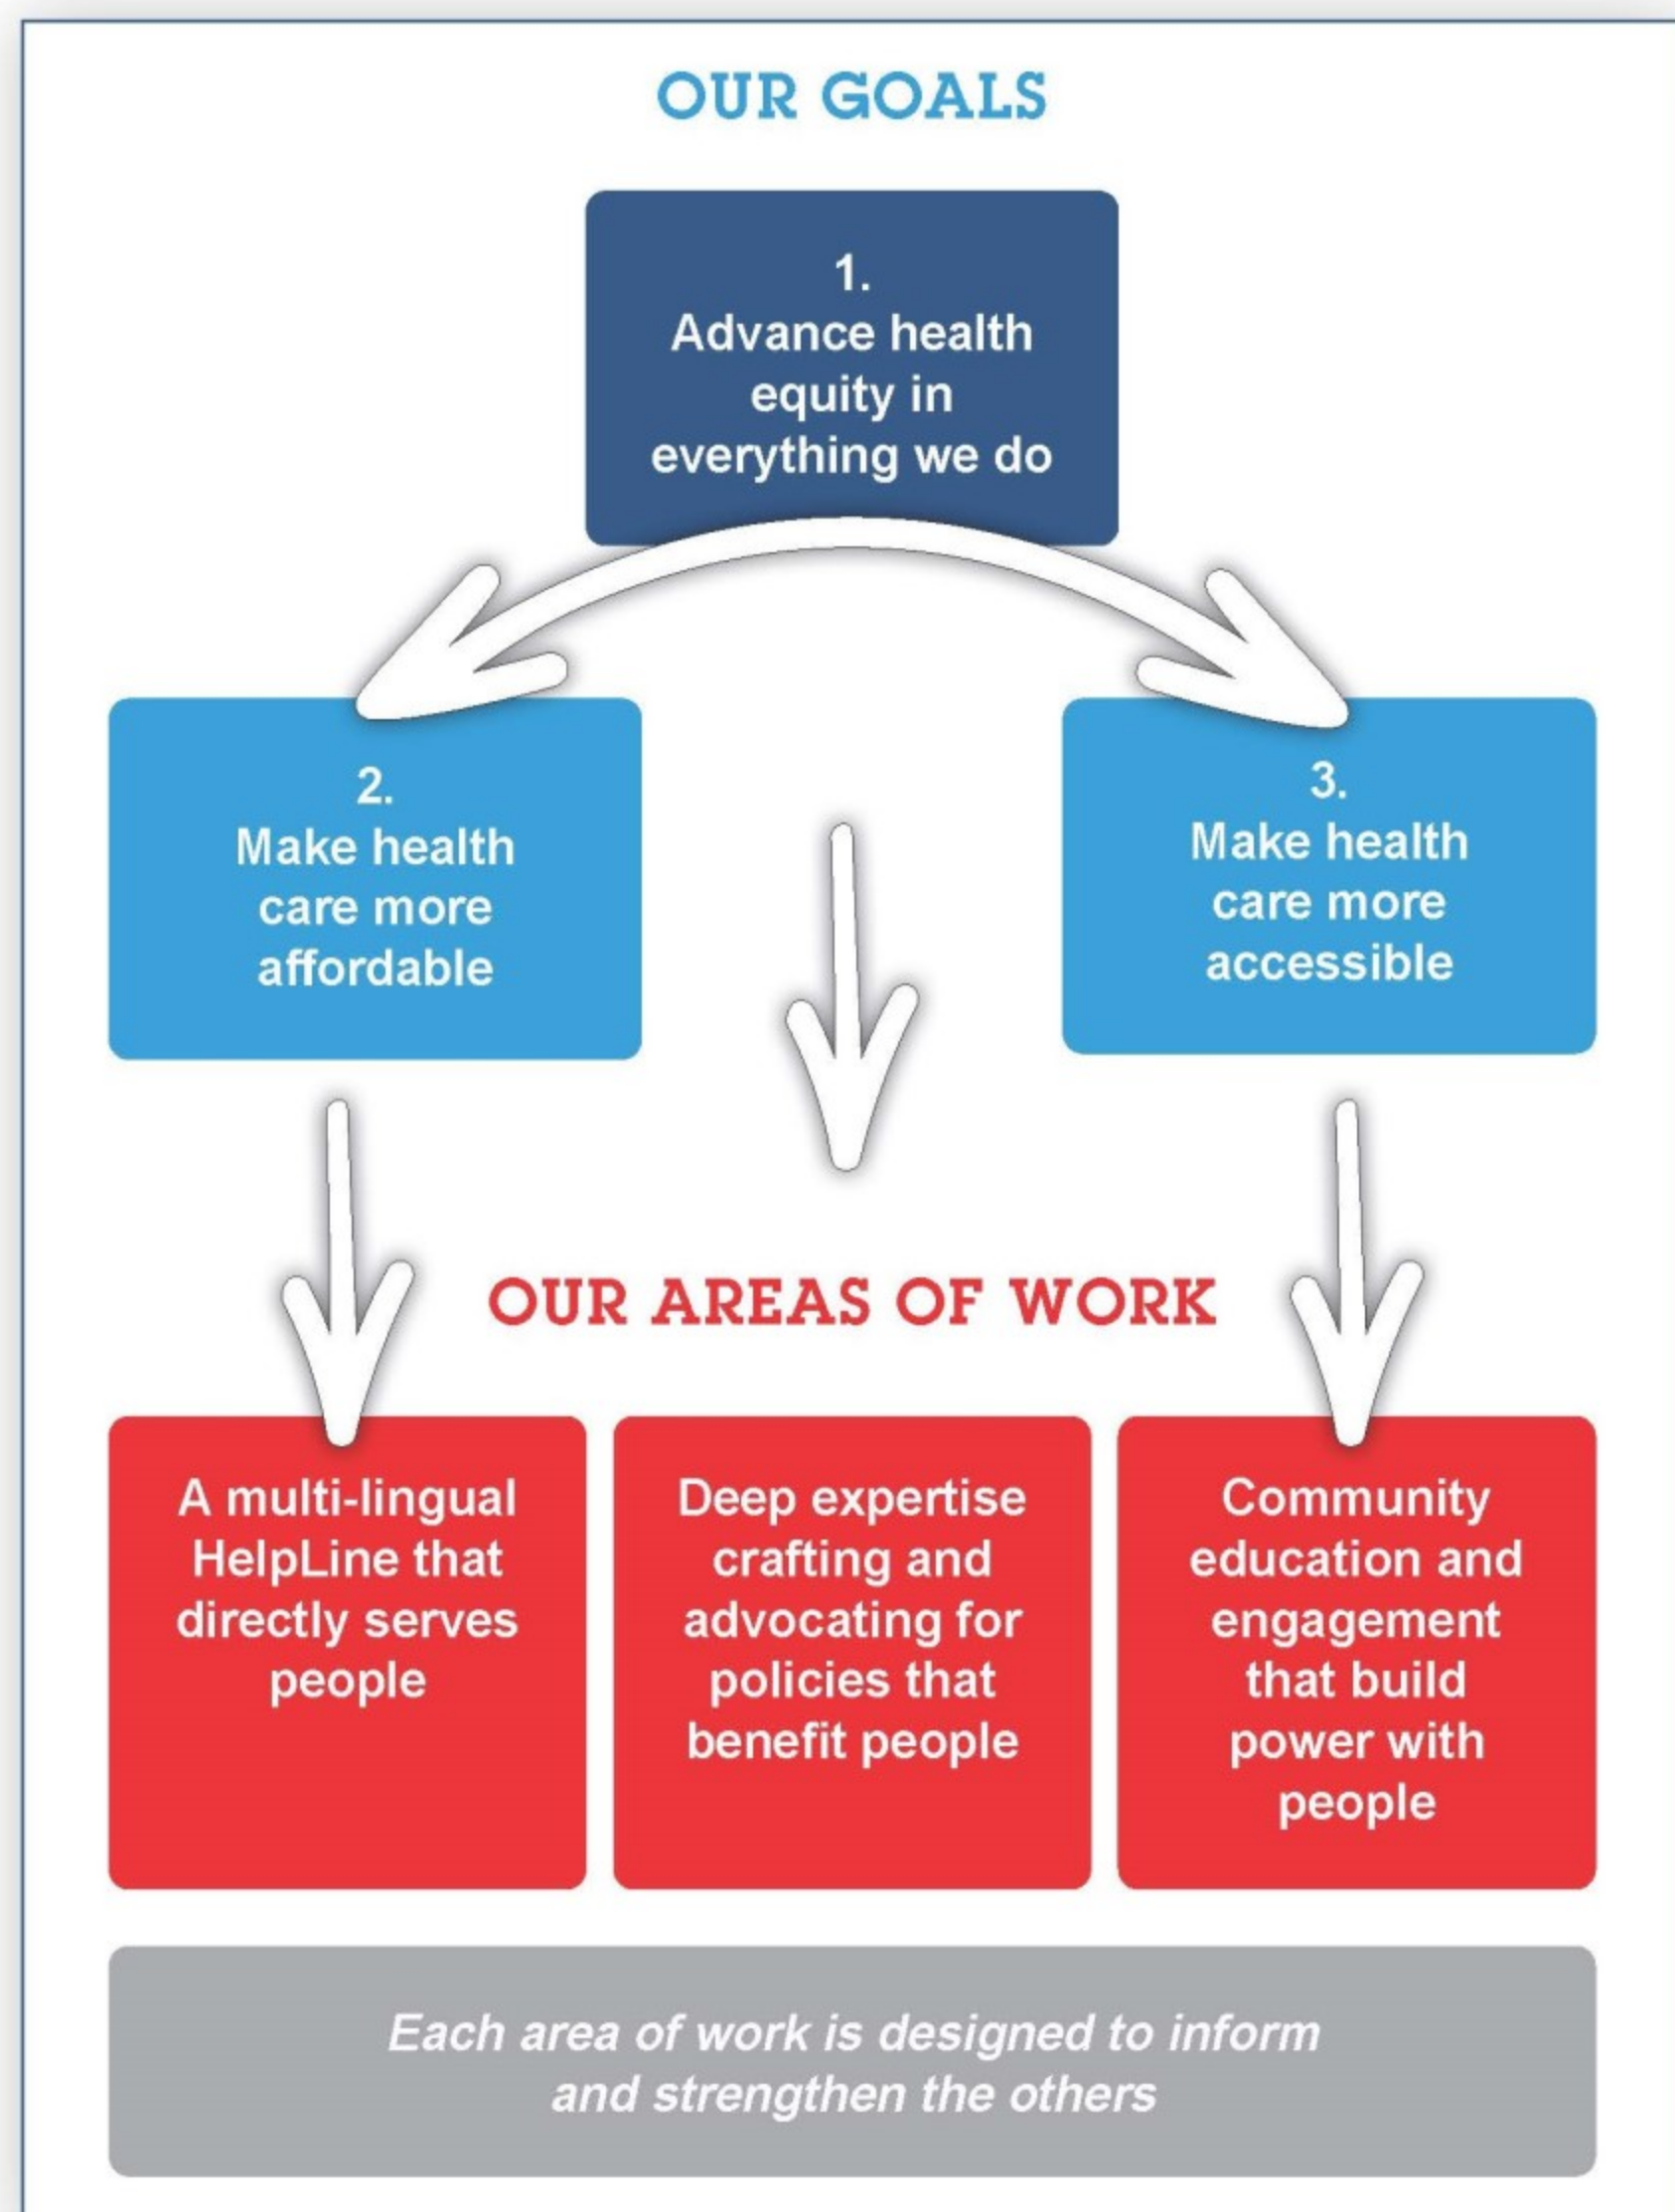 OUR GOALS
1.
Advance health
equity in
everything we do
2.
Make health
care more
affordable
3.
Make health
care more
accessible
OUR AREAS OF WORK
A multi-lingual
HelpLine that
directly serves
people
Deep expertise
crafting and
advocating for
policies that
benefit people
Community
education and
engagement
that build
power with
people
Each area of work is designed to inform
and strengthen the others